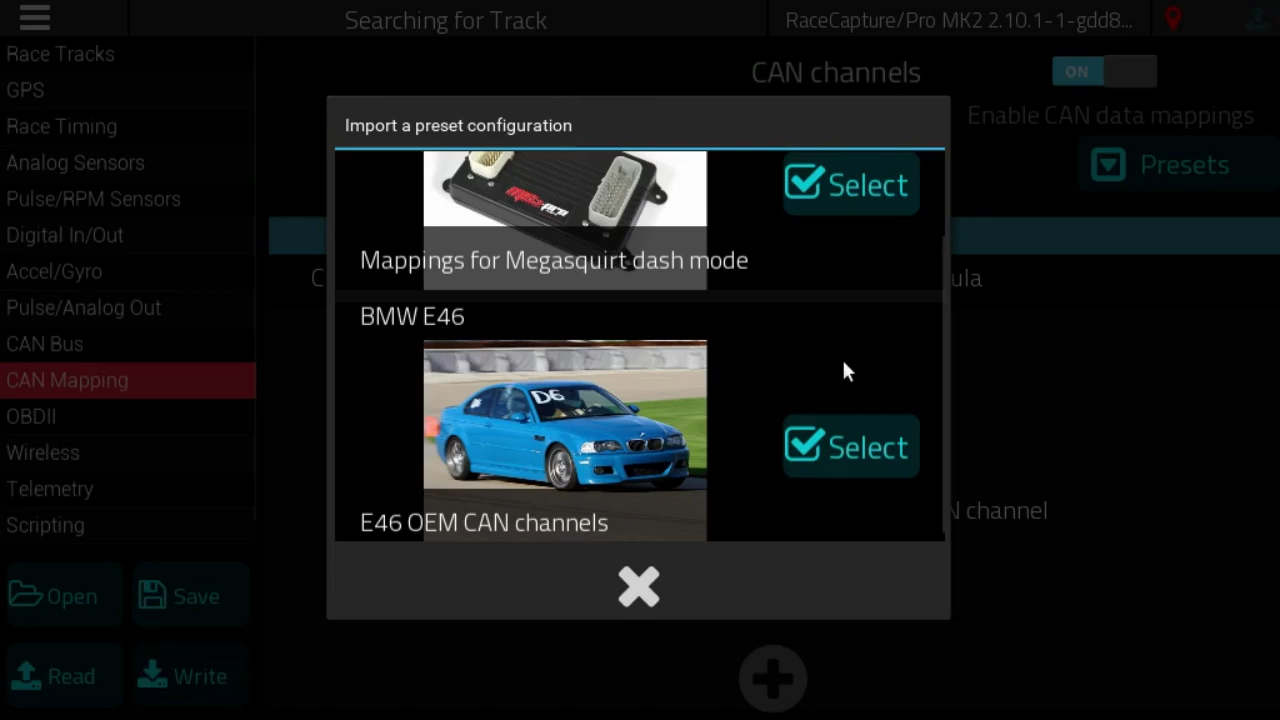 Searching for Track
RaceCapture/Pro MK2 2.10.1-1-gdd8...
Race Tracks
GPS
Race Timing
Analog Sensors
Pulse/RPM Sensors
Digital In/Out
Accel/Gyro
Pulse/Analog Out
CAN Bus
CAN Mapping
OBDII
Wireless
Telemetry
Scripting
Open
Save
Read
Write
CAN channels
ON
Enable CAN data mappings
Presets
C
ula
N channel
Import a preset configuration
Select
Mappings for Megasquirt dash mode
BMW E46
D6
Select
E46 OEM CAN channels